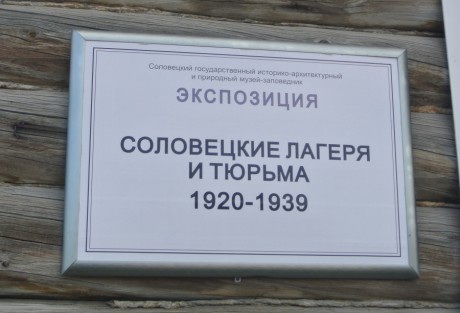 Соловецкий государственный историко-архитектурный
и природный музей-заповедник
ЭКСПОЗИЦИЯ
СОЛОВЕЦКИЕ ЛАГЕРЯ
И ТЮРЬМА
1920-1939